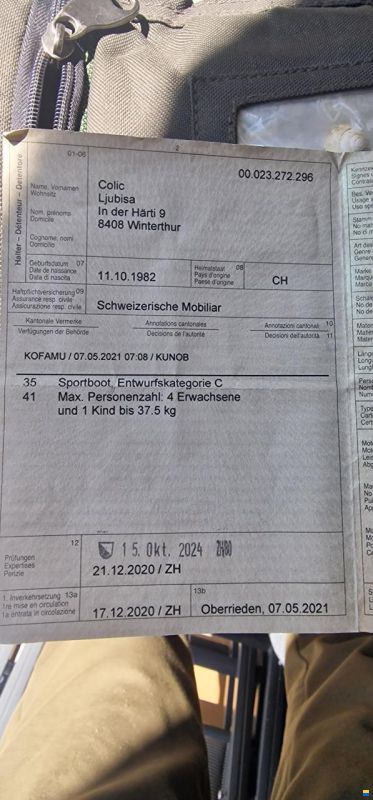 01-06
00.023.272.296
Halter – Détenteur – Detentore
Name, Vornamen
Wohnsitz
Nom, prénoms
Domicile
Cognome, nomi
Domicilio
Colic
Ljubisa
In der Härti 9
8408 Winterthur
Geburtsdatum 07
Date de naissance
Data di nascita
11.10.1982
Heimatstaat 08
Pays d'origine
Paese d'origine
CH
Haftpflichtversicherung 09
Assurance resp. civile
Assicurazione resp. civile
Schweizerische Mobiliar
Kantonale Vermerke
Annotations cantonales
Annotazioni cantonali 10
Verfügungen der Behörde
Décisions de l'autorité
Decisioni dell'autorità 11
KOFAMU / 07.05.2021 07:08 / KUNOB
35 Sportboot, Entwurfskategorie C
41 Max. Personenzahl: 4 Erwachsene
und 1 Kind bis 37.5 kg
12
Prüfungen
Expertises
Perizie
15. Okt. 2024
21.12.2020 / ZH
1. Inverkehrsetzung 13a
1re mise en circulation
1a entrata in circolazione
17.12.2020 / ZH
13b
Oberrieden, 07.05.2021